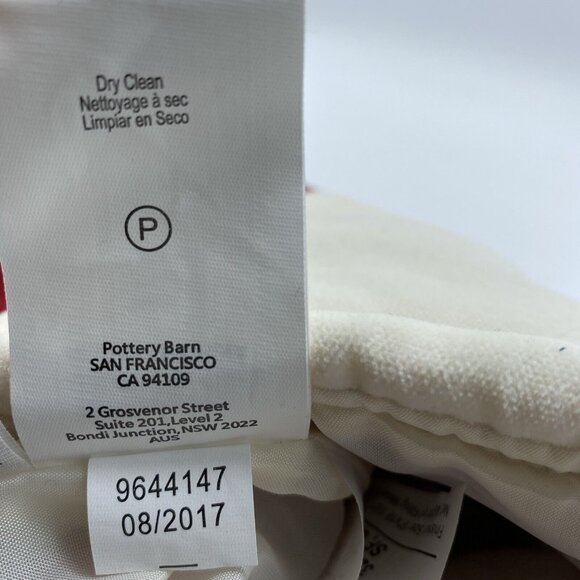 Dry Clean
Nettoyage à sec
Limpiar en Seco
P
Pottery Barn
SAN FRANCISCO
CA 94109
2 Grosvenor Street
Suite 201,Level 2
Bondi Junction,NSW 2022
AUS
9644147
08/2017